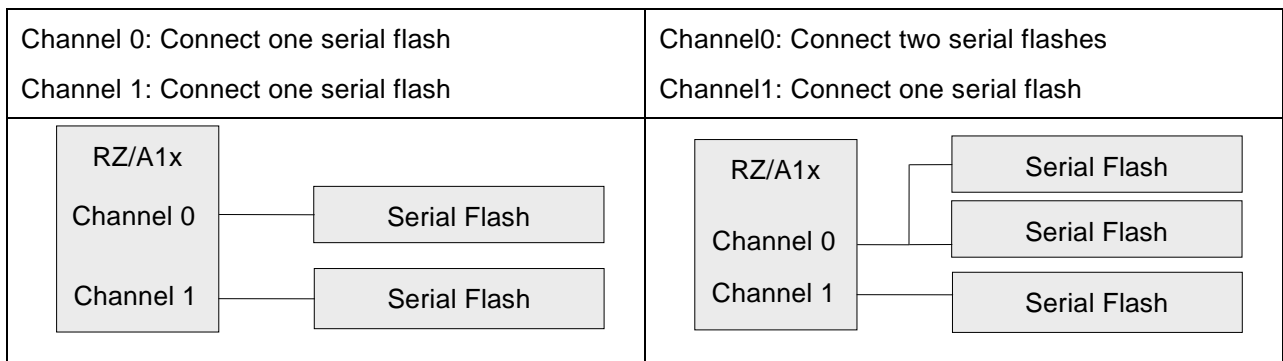 Channel 0: Connect one serial flash
Channel 1: Connect one serial flash
Channel0: Connect two serial flashes
Channel1: Connect one serial flash
RZ/A1x
Channel 0
Serial Flash
Channel 1
Serial Flash
RZ/A1x
Serial Flash
Channel 0
Serial Flash
Channel 1
Serial Flash